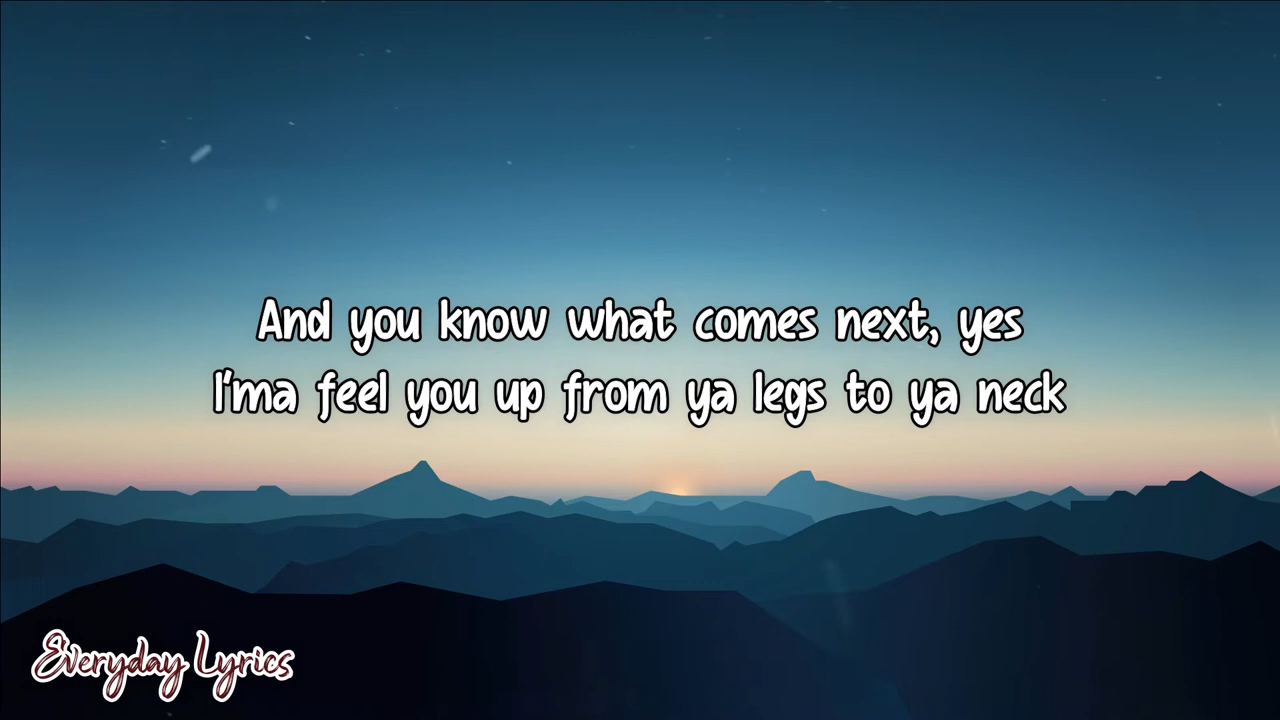 And you know what comes next, yes
I'ma feel you up from ya legs to ya neck
Everyday Lyrics